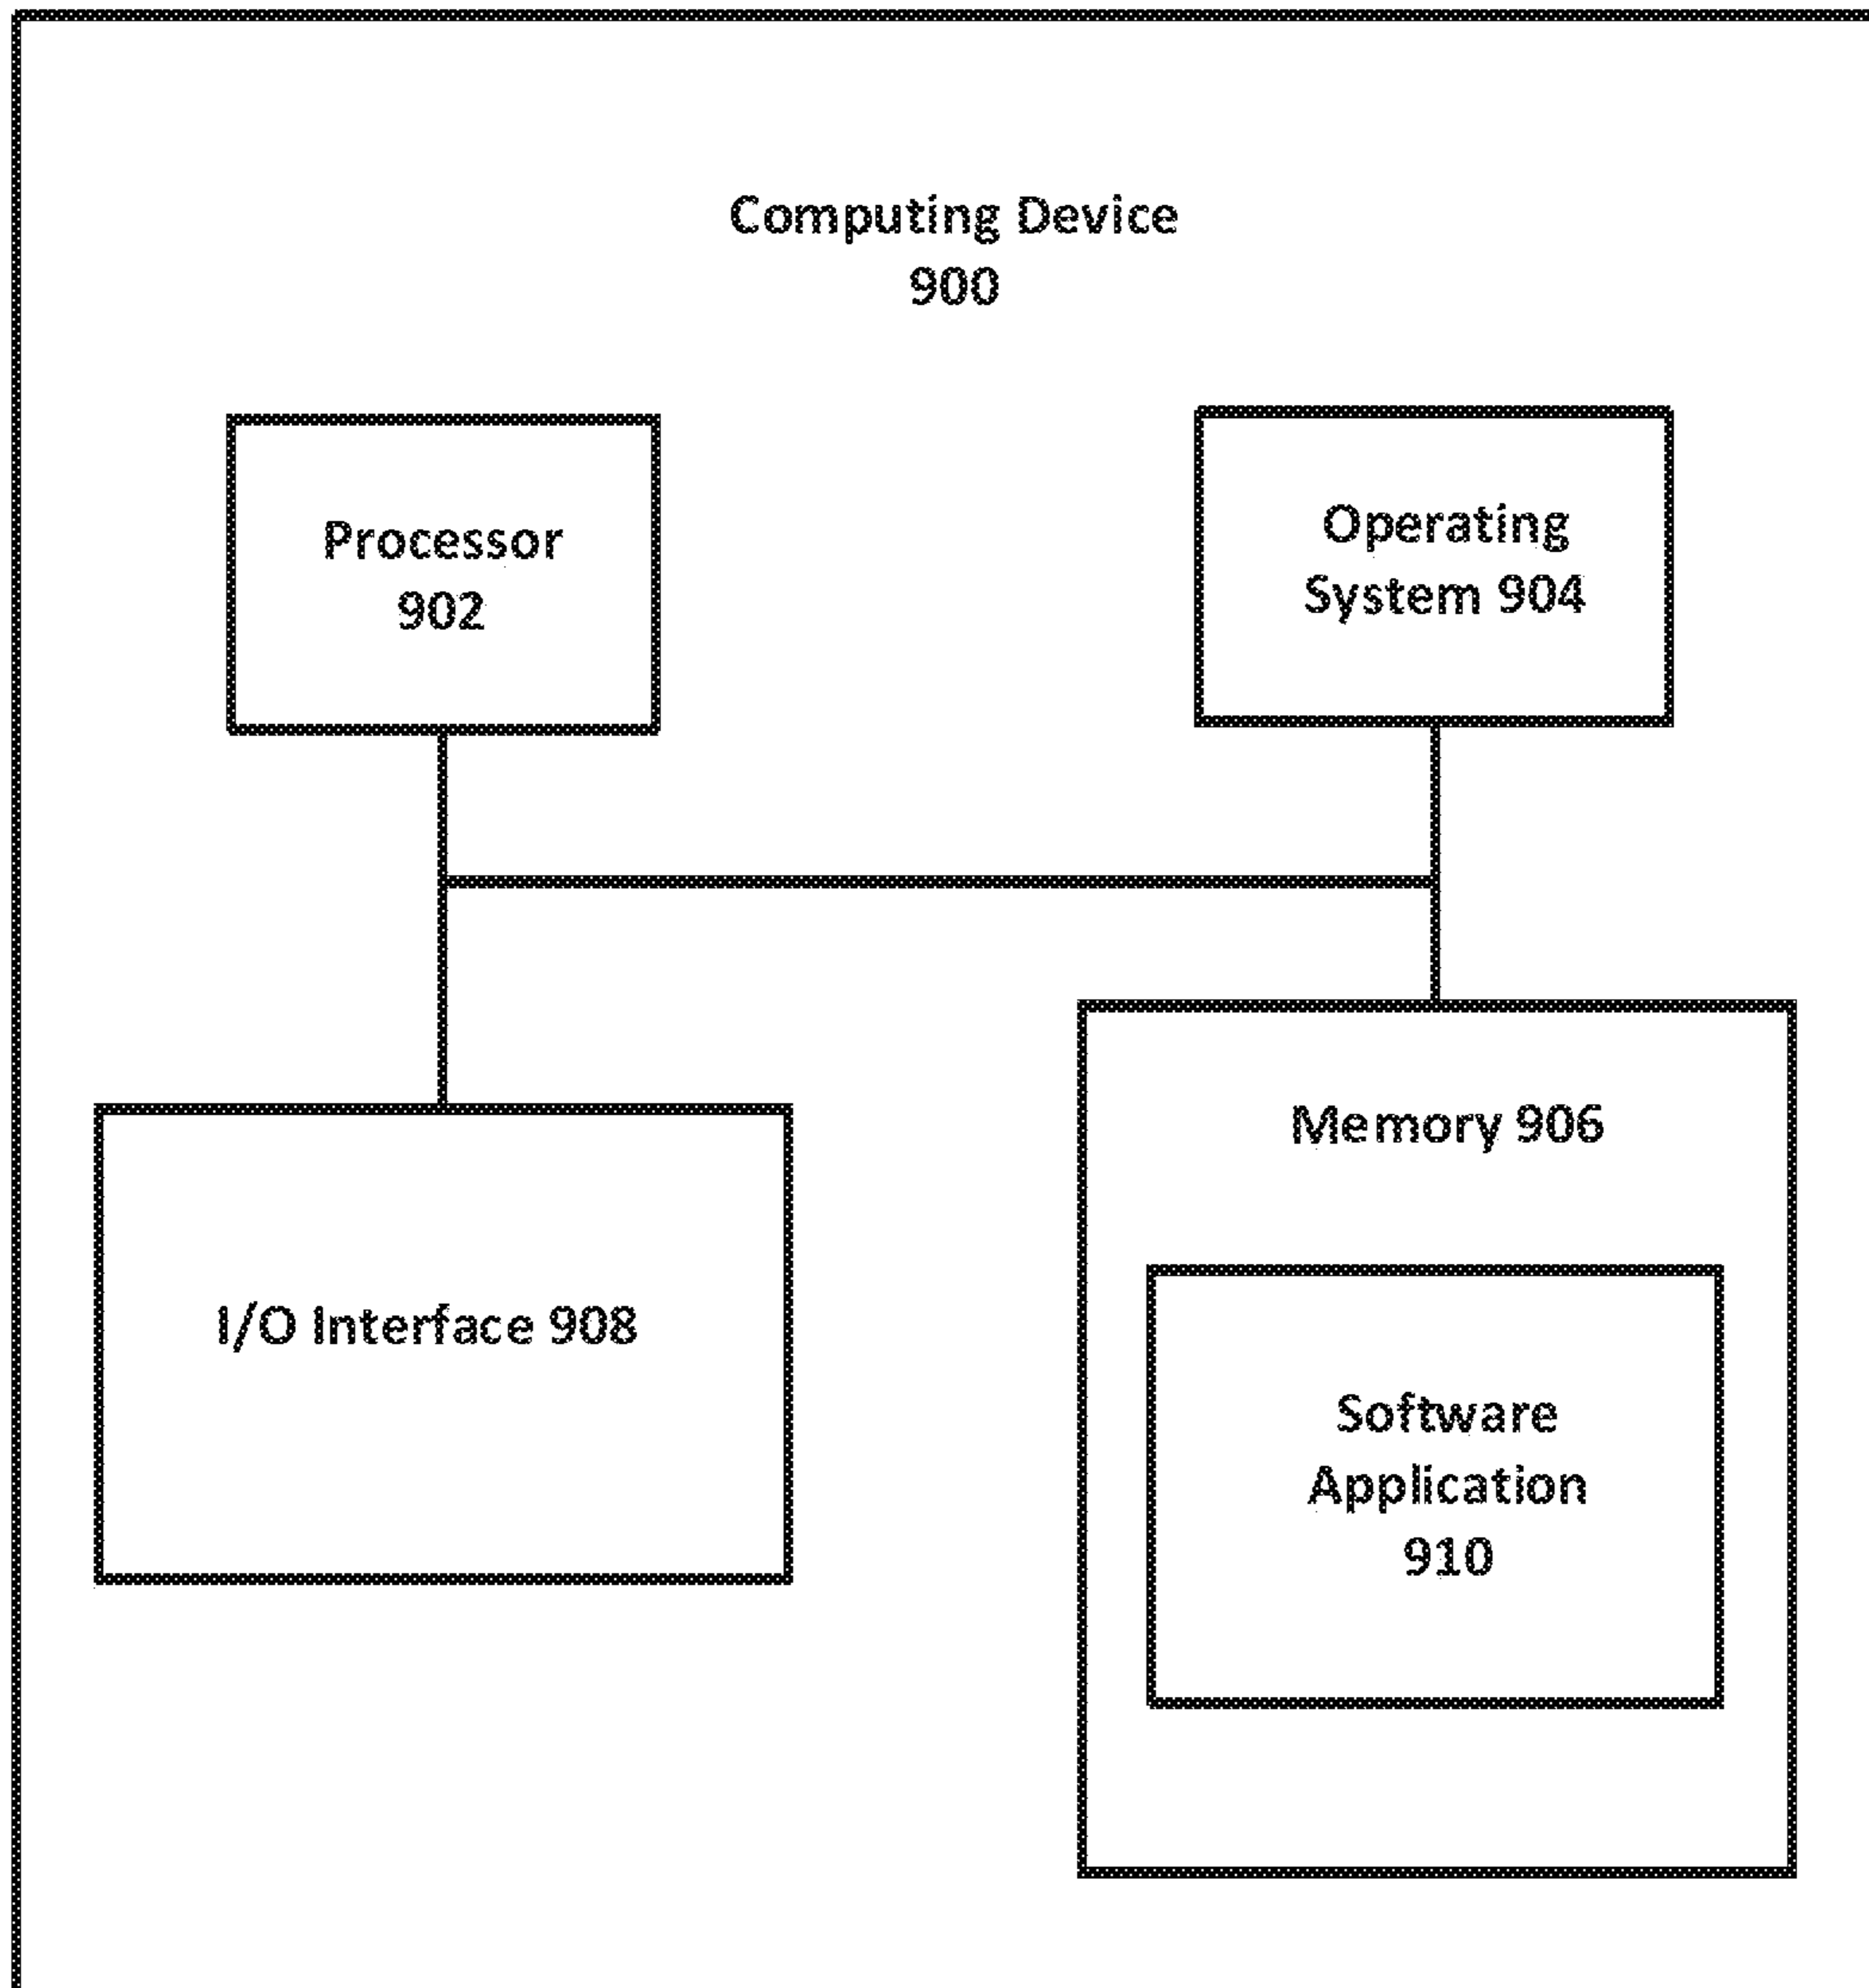 Computing Device
900
Processor
902
Operating
System 904
I/O Interface 908
Memory 906
Software
Application
910